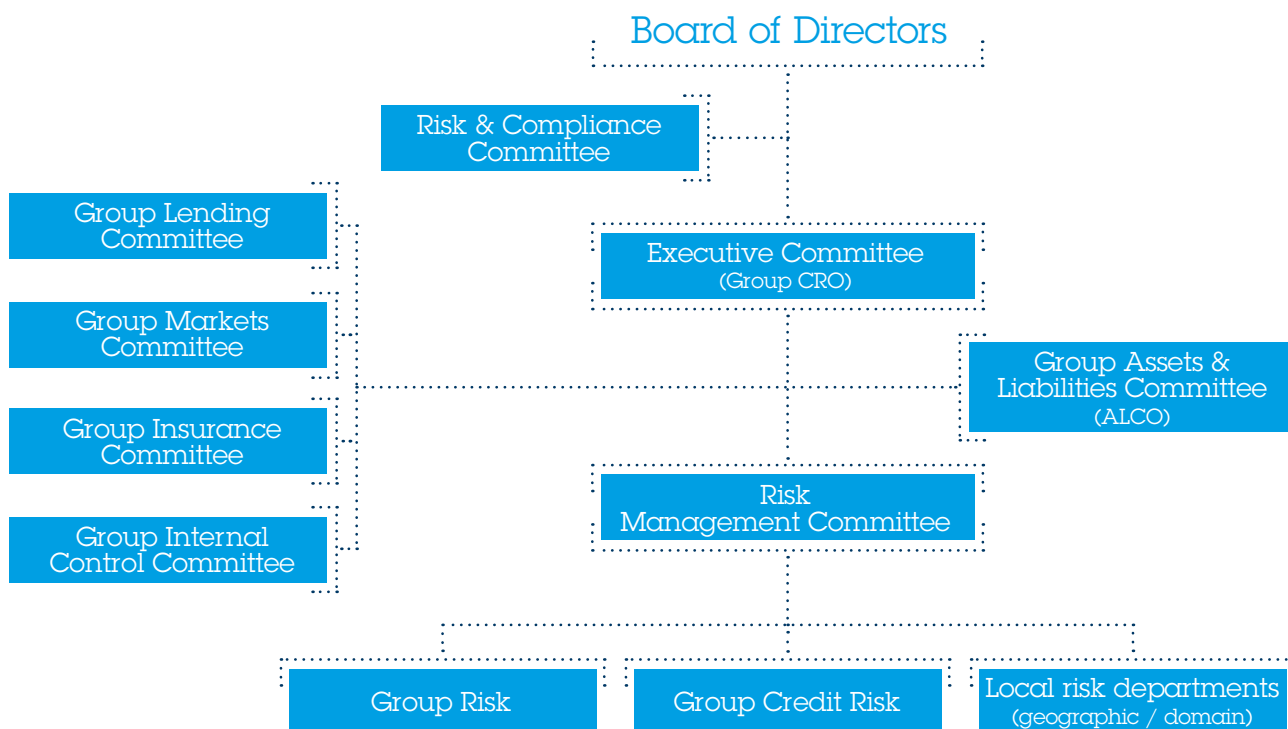 Board of Directors
Risk & Compliance
Committee
Group Lending
Committee
Executive Committee
(Group CRO)
Group Markets
Committee
Group Assets &
Liabilities Committee
(ALCO)
Group Insurance
Committee
Risk
Management Committee
Group Internal
Control Committee
Group Risk
Group Credit Risk
Local risk departments
(geographic / domain)